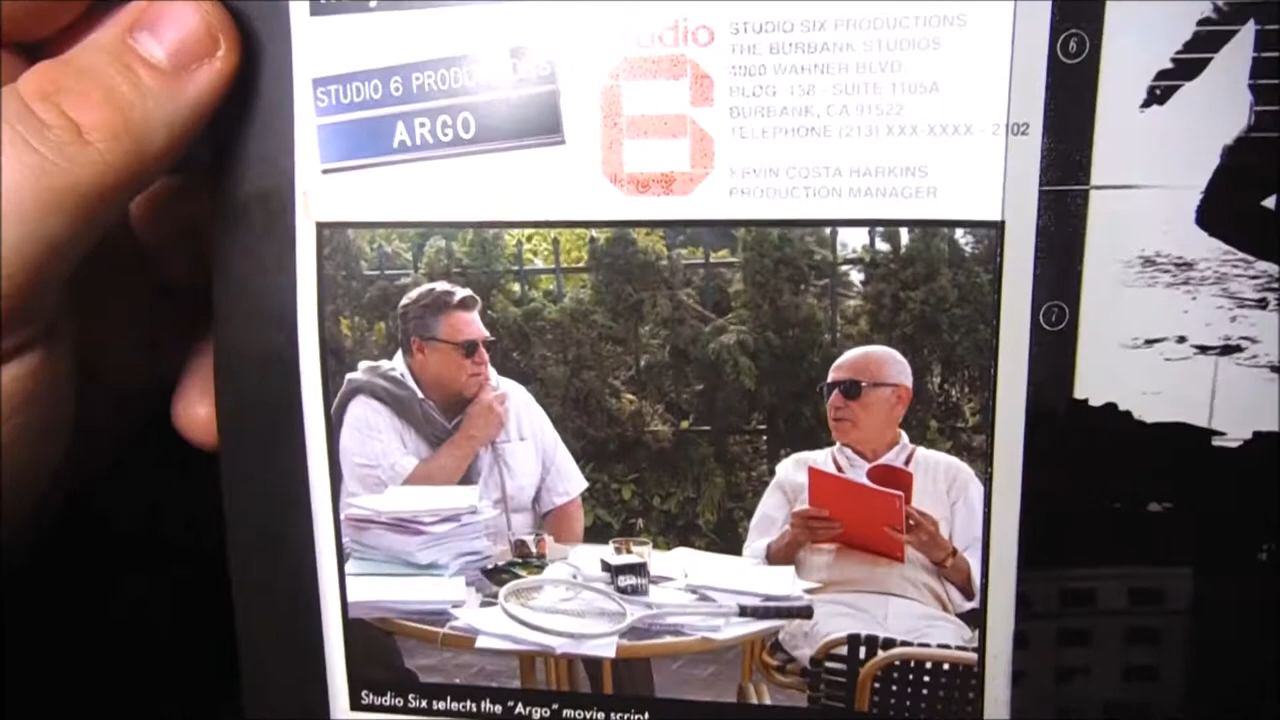 STUDIO 6 PRODUCTIONS
ARGO
studio
6
STUDIO SIX PRODUCTIONS
THE BURBANK STUDIOS
4000 WARNER BLVD.
BLDG. 138 - SUITE 1105A
BURBANK, CA 91522
TELEPHONE (213) XXX-XXXX - 2102
KEVIN COSTA HARKINS
PRODUCTION MANAGER
6
7
Studio Six selects the "Argo" movie script